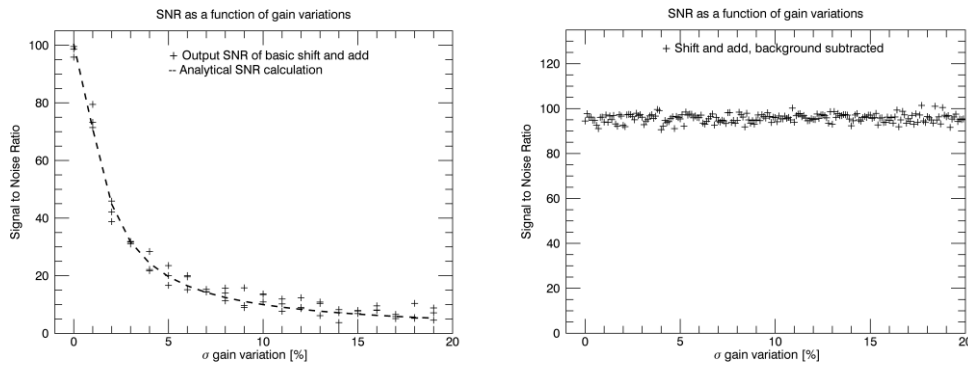 SNR as a function of gain variations
100
80
60
40
20
0
Signal to Noise Ratio
+ Output SNR of basic shift and add
-- Analytical SNR calculation
0 5 10 15 20
σ gain variation [%]
SNR as a function of gain variations
120
100
80
60
40
20
0
Signal to Noise Ratio
+ Shift and add, background subtracted
0 5 10 15 20
σ gain variation [%]